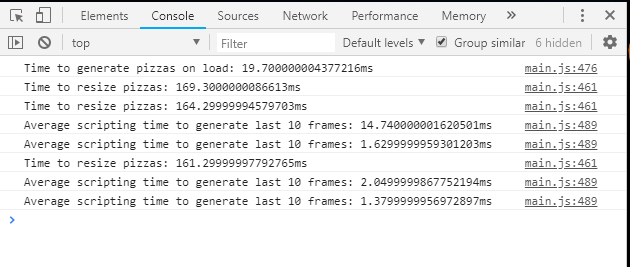 Elements Console Sources Network Performance Memory »
top Filter Default levels Group similar 6 hidden
Time to generate pizzas on load: 19.700000004377216ms main.js:476
Time to resize pizzas: 169.3000000086613ms main.js:461
Time to resize pizzas: 164.29999994579703ms main.js:461
Average scripting time to generate last 10 frames: 14.740000001620501ms main.js:489
Average scripting time to generate last 10 frames: 1.6299999959301203ms main.js:489
Time to resize pizzas: 161.29999997792765ms main.js:461
Average scripting time to generate last 10 frames: 2.0499999867752194ms main.js:489
Average scripting time to generate last 10 frames: 1.3799999956972897ms main.js:489